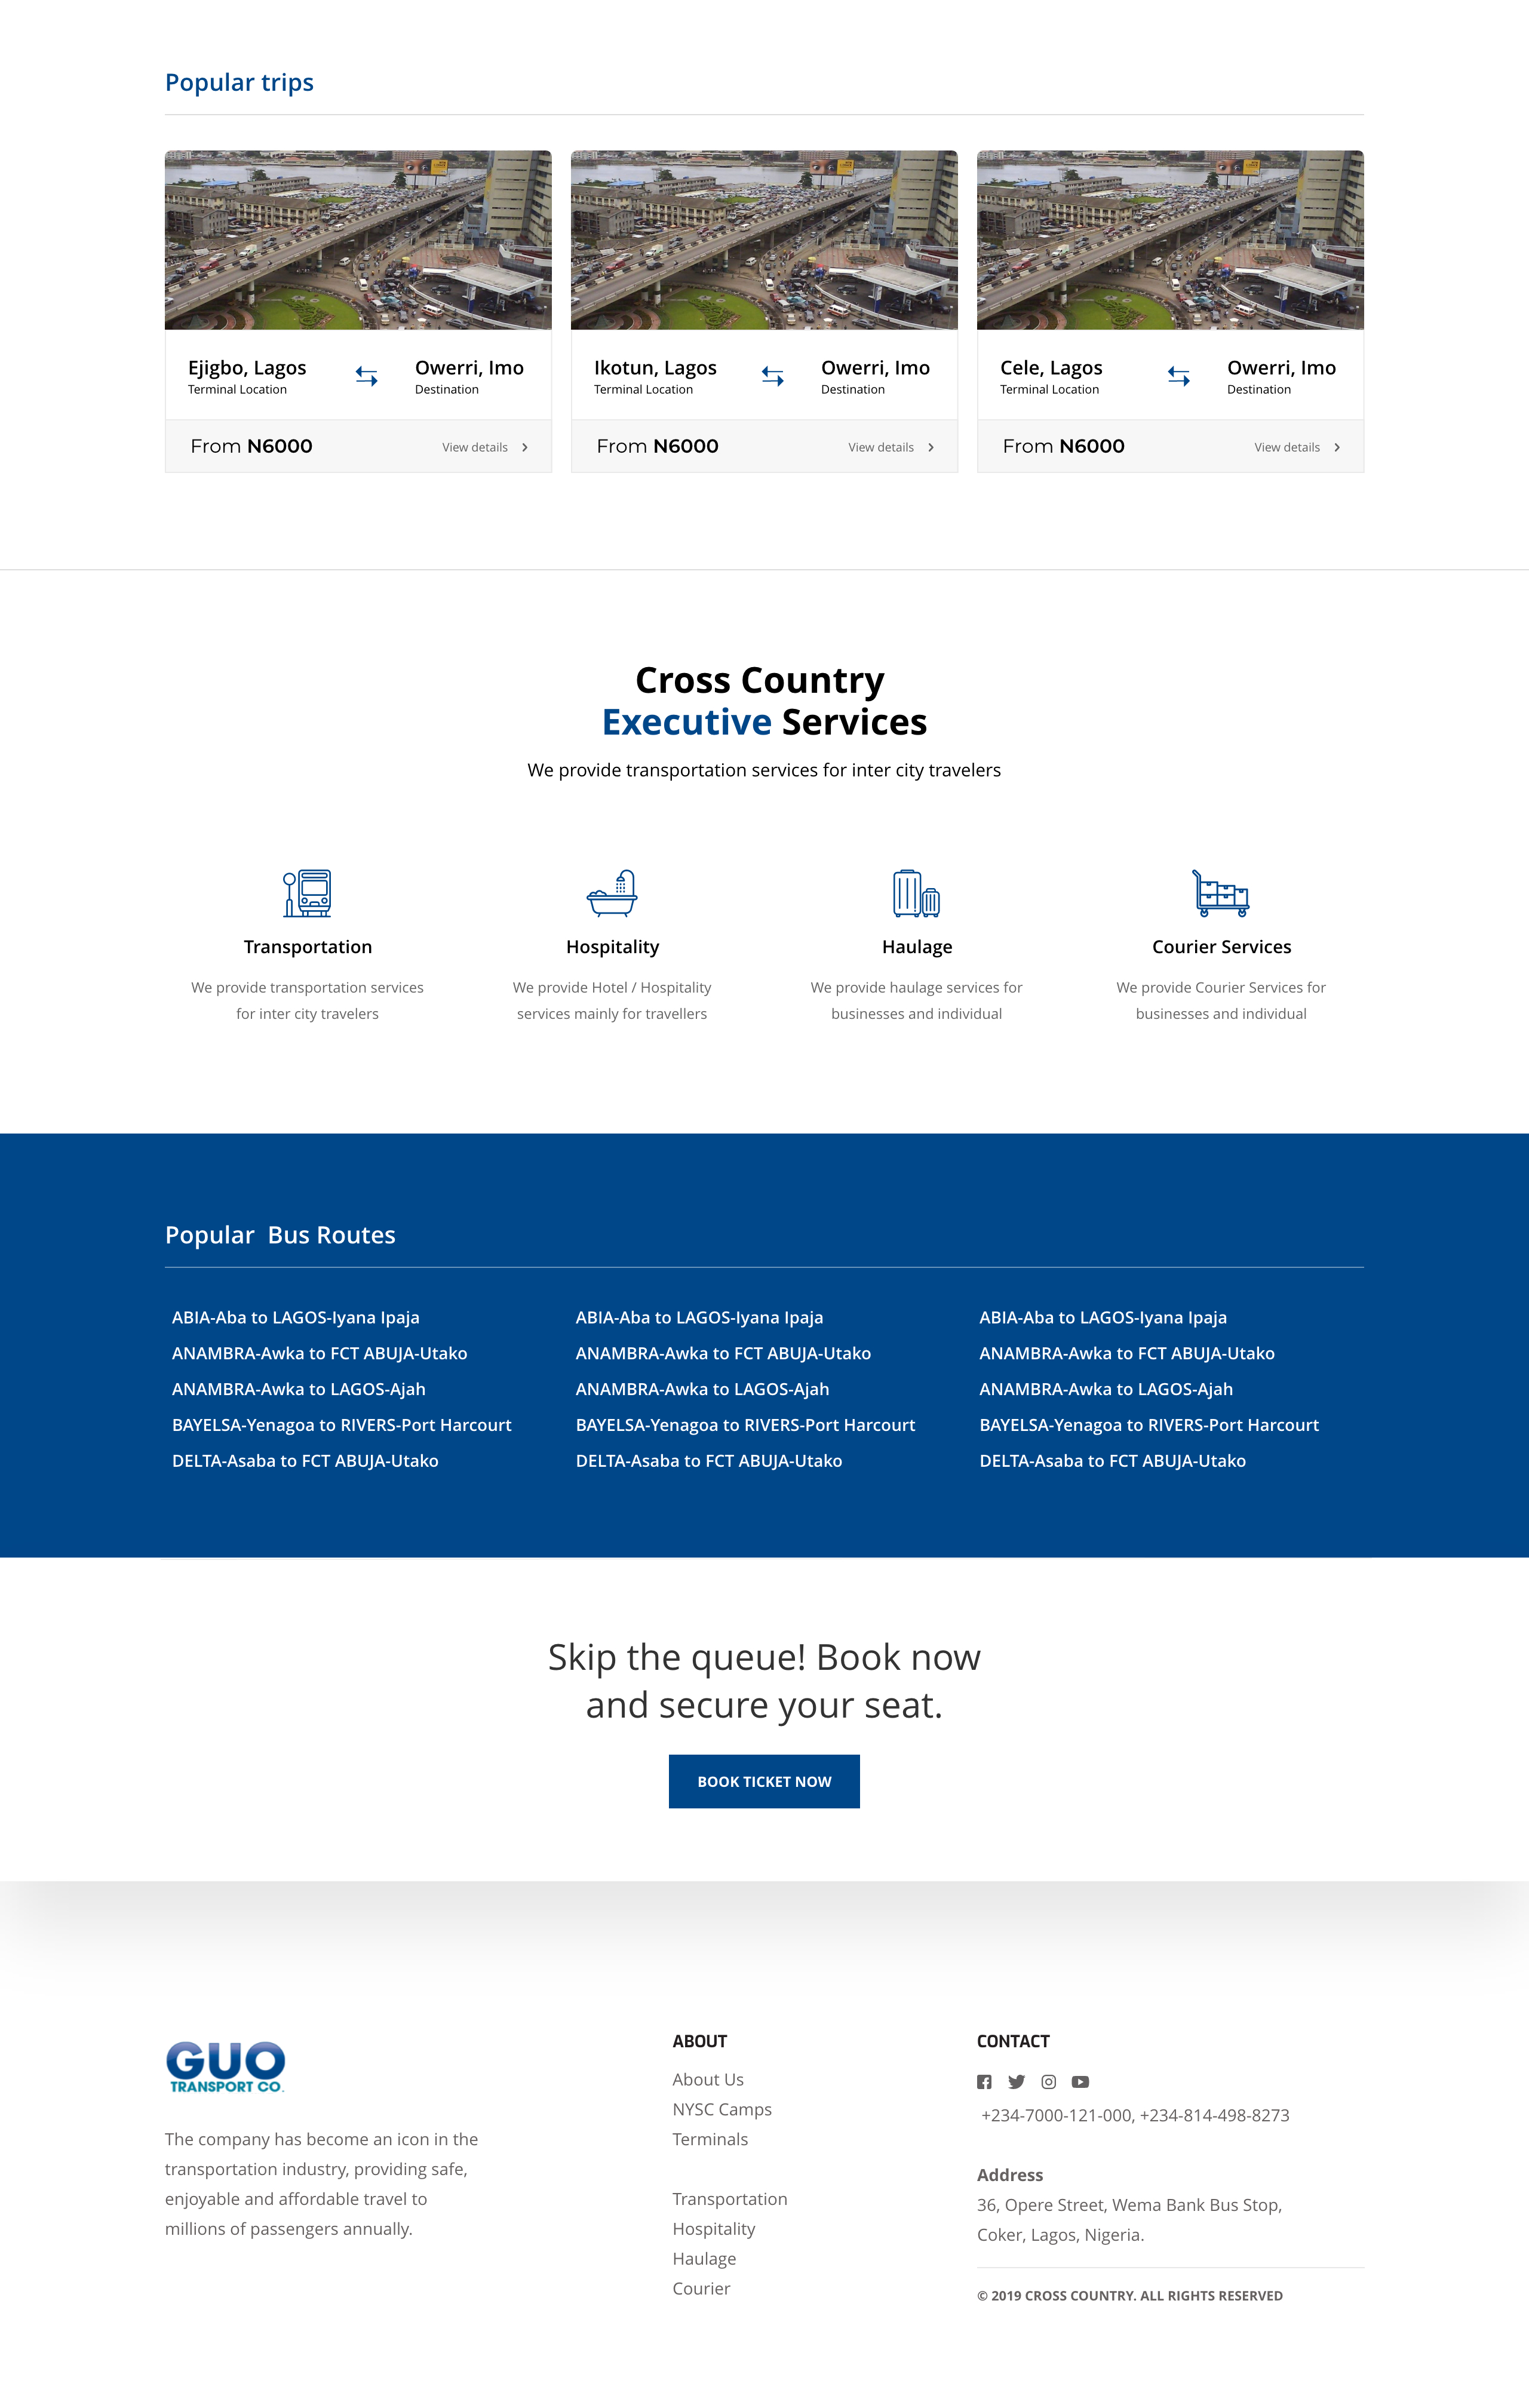 Popular trips
Ejigbo, Lagos
Terminal Location
Owerri, Imo
Destination
From N6000
View details
Ikotun, Lagos
Terminal Location
Owerri, Imo
Destination
From N6000
View details
Cele, Lagos
Terminal Location
Owerri, Imo
Destination
From N6000
View details
Cross Country
Executive Services
We provide transportation services for inter city travelers
Transportation
We provide transportation services
for inter city travelers
Hospitality
We provide Hotel / Hospitality
services mainly for travellers
Haulage
We provide haulage services for
businesses and individual
Courier Services
We provide Courier Services for
businesses and individual
Popular  Bus Routes
ABIA-Aba to LAGOS-Iyana Ipaja
ANAMBRA-Awka to FCT ABUJA-Utako
ANAMBRA-Awka to LAGOS-Ajah
BAYELSA-Yenagoa to RIVERS-Port Harcourt
DELTA-Asaba to FCT ABUJA-Utako
ABIA-Aba to LAGOS-Iyana Ipaja
ANAMBRA-Awka to FCT ABUJA-Utako
ANAMBRA-Awka to LAGOS-Ajah
BAYELSA-Yenagoa to RIVERS-Port Harcourt
DELTA-Asaba to FCT ABUJA-Utako
ABIA-Aba to LAGOS-Iyana Ipaja
ANAMBRA-Awka to FCT ABUJA-Utako
ANAMBRA-Awka to LAGOS-Ajah
BAYELSA-Yenagoa to RIVERS-Port Harcourt
DELTA-Asaba to FCT ABUJA-Utako
Skip the queue! Book now
and secure your seat.
BOOK TICKET NOW
GUO
TRANSPORT CO.
The company has become an icon in the
transportation industry, providing safe,
enjoyable and affordable travel to
millions of passengers annually.
ABOUT
About Us
NYSC Camps
Terminals
Transportation
Hospitality
Haulage
Courier
CONTACT
+234-7000-121-000, +234-814-498-8273
Address
36, Opere Street, Wema Bank Bus Stop,
Coker, Lagos, Nigeria.
© 2019 CROSS COUNTRY. ALL RIGHTS RESERVED